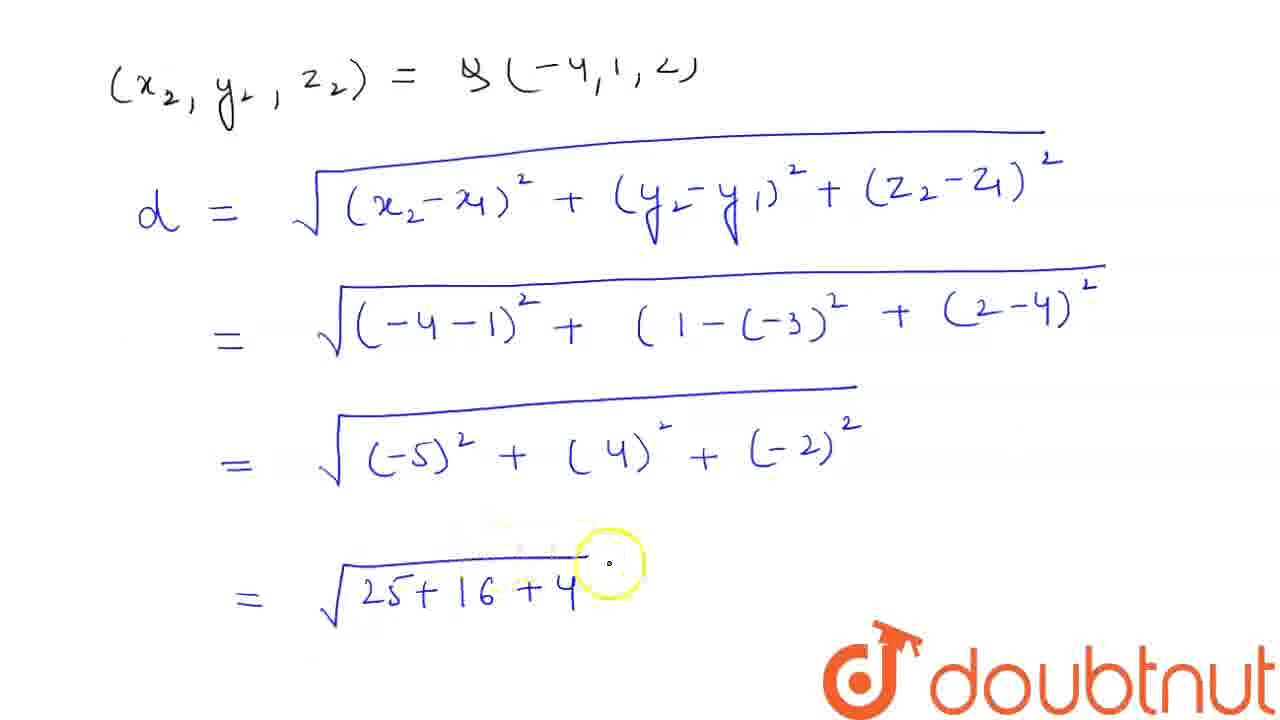 (x₂, y₂, z₂) = Q (-4, 1, 2)
d = √((x₂-x₁)² + (y₂-y₁)² + (z₂-z₁)²)
= √((-4-1)² + (1-(-3)² + (2-4)²)
= √((-5)² + (4)² + (-2)²)
= √(25+16+4)
doubtnut